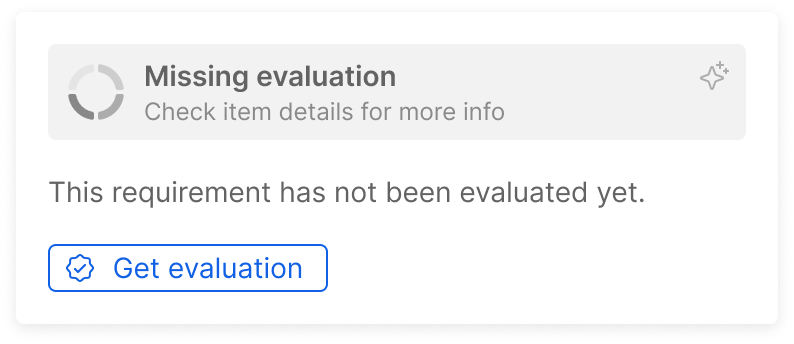 Missing evaluation
Check item details for more info
This requirement has not been evaluated yet.
Get evaluation